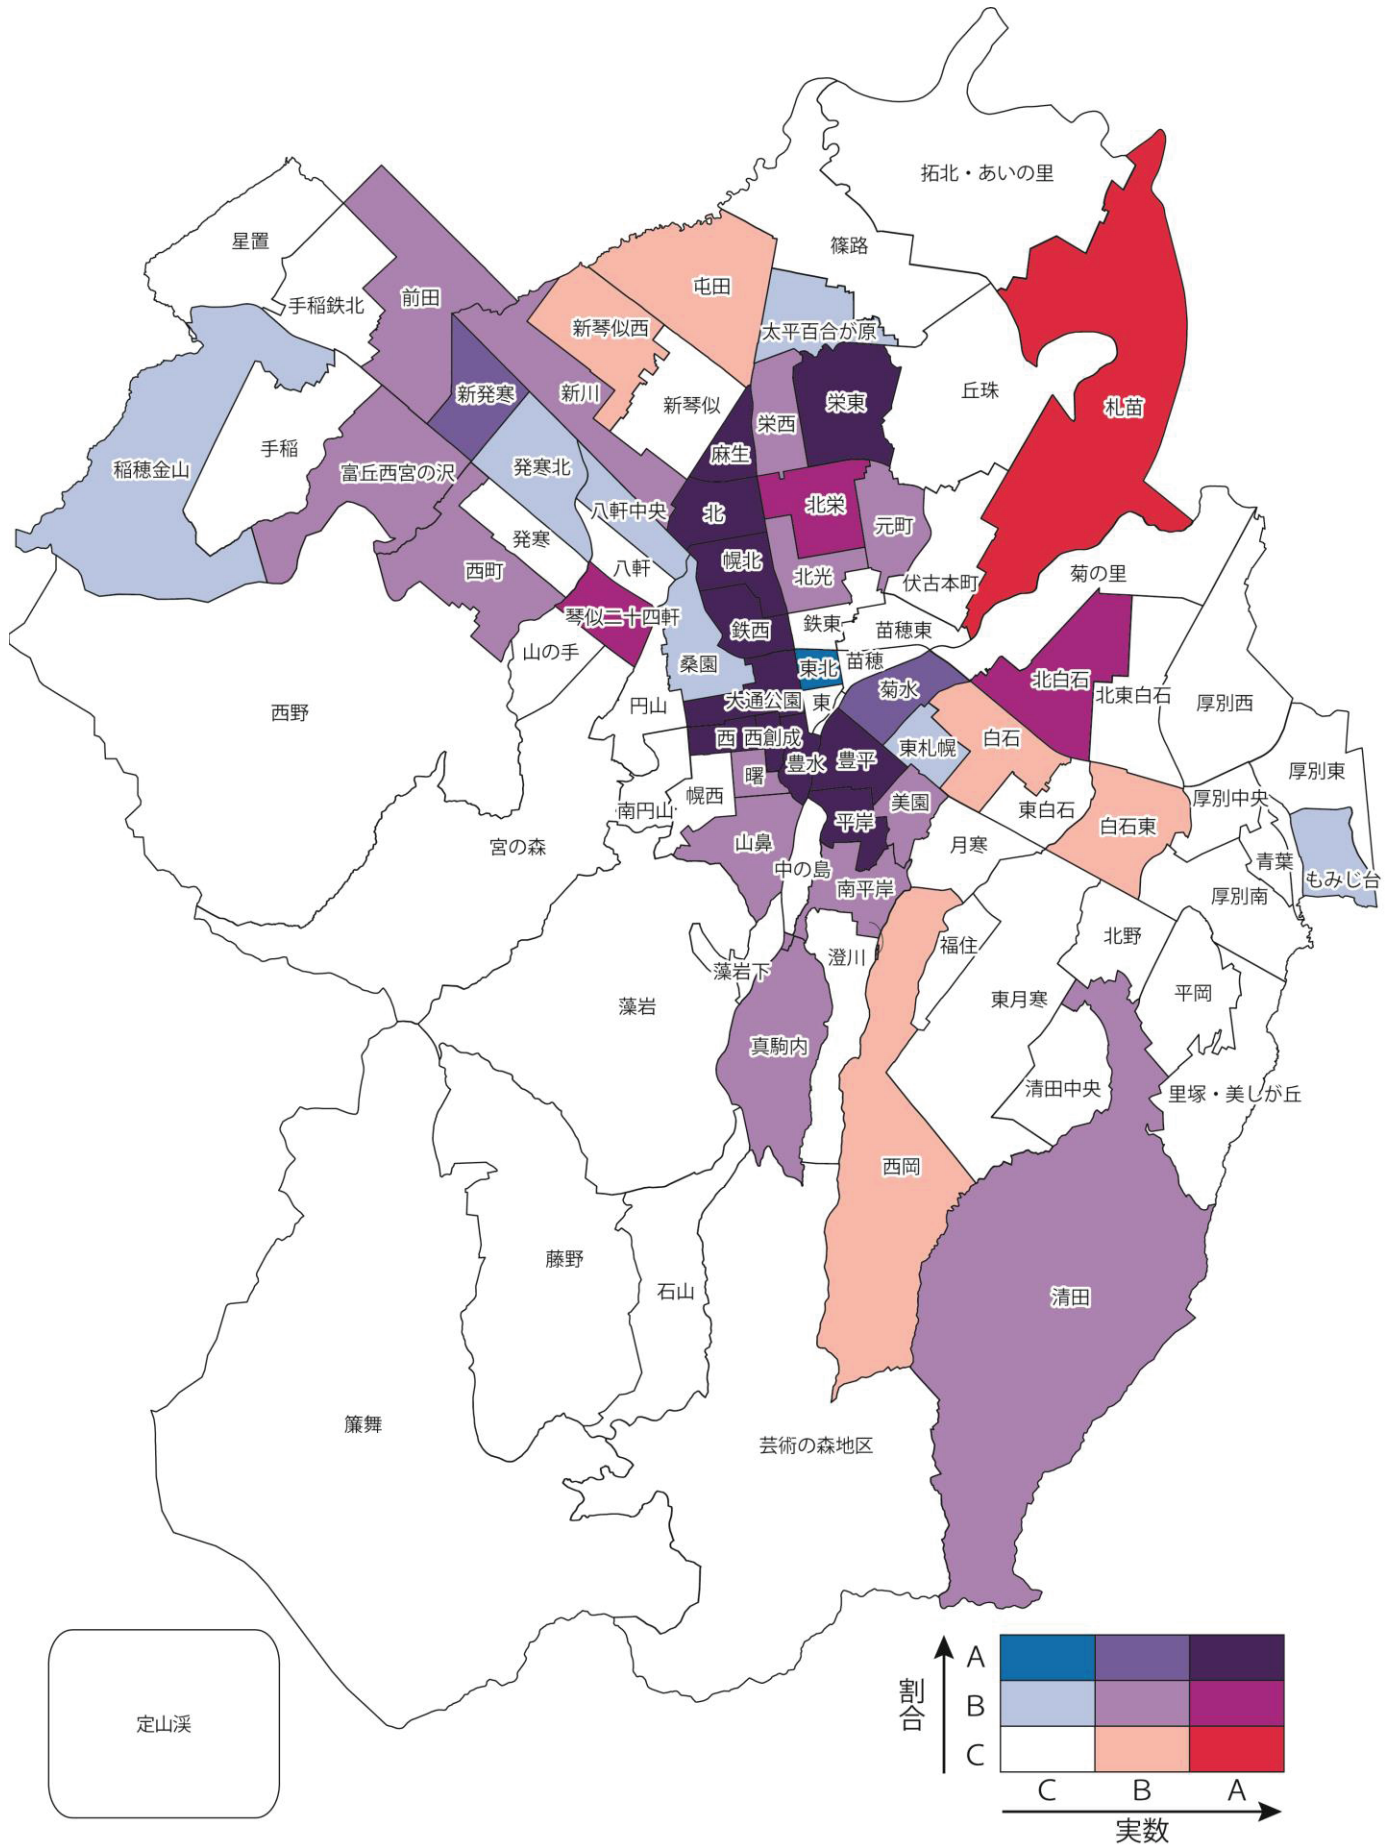 拓北・あいの里
星置
篠路
手稲鉄北
前田
屯田
新琴似西
太平百合が原
丘珠
札苗
新発寒
新川
新琴似
栄東
栄西
麻生
手稲
稲穂金山
富丘西宮の沢
発寒北
八軒中央
北
北栄
元町
発寒
西町
八軒
幌北
北光
伏古本町
菊の里
琴似二十四軒
山の手
鉄西
鉄東
苗穂東
桑園
東北
苗穂
円山
大通公園
東
菊水
北白石
北東白石
厚別西
西野
西
西創成
豊水
豊平
東札幌
白石
曙
幌西
美園
南円山
平岸
東白石
白石東
厚別中央
厚別東
宮の森
山鼻
中の島
南平岸
月寒
青葉
もみじ台
厚別南
藻岩下
澄川
福住
北野
藻岩
東月寒
平岡
真駒内
清田中央
里塚・美しが丘
西岡
藤野
石山
清田
簾舞
芸術の森地区
定山渓
割合
A
B
C
C B A
実数